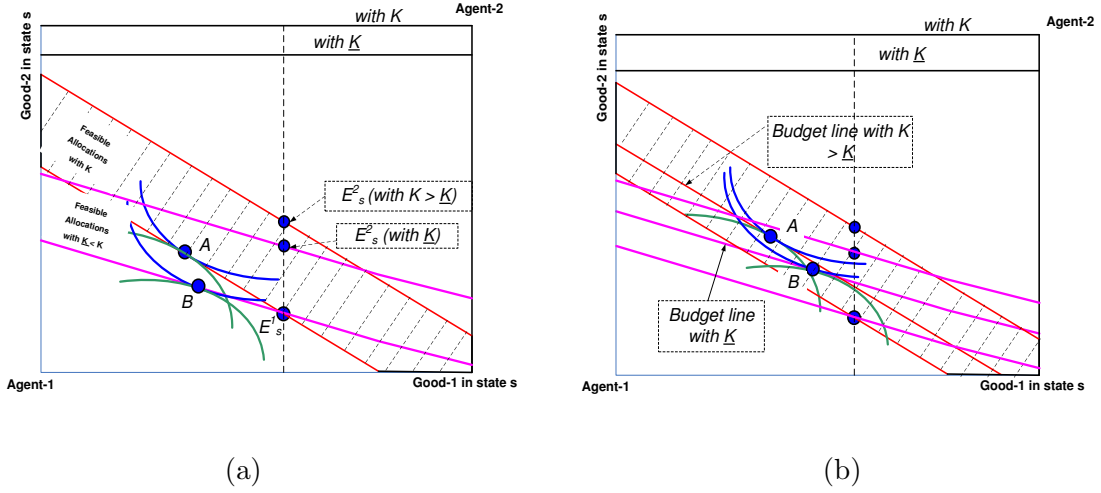 with K
Agent-2
with K
Good-2 in state s
Feasible
Allocations
with K
Feasible
Allocations
with K < K
E²s (with K > K)
E²s (with K)
A
B
E¹s
Agent-1
Good-1 in state s
(a)
with K
Agent-2
with K
Good-2 in state s
Budget line with K
> K
A
B
Budget line
with K
Agent-1
Good-1 in state s
(b)